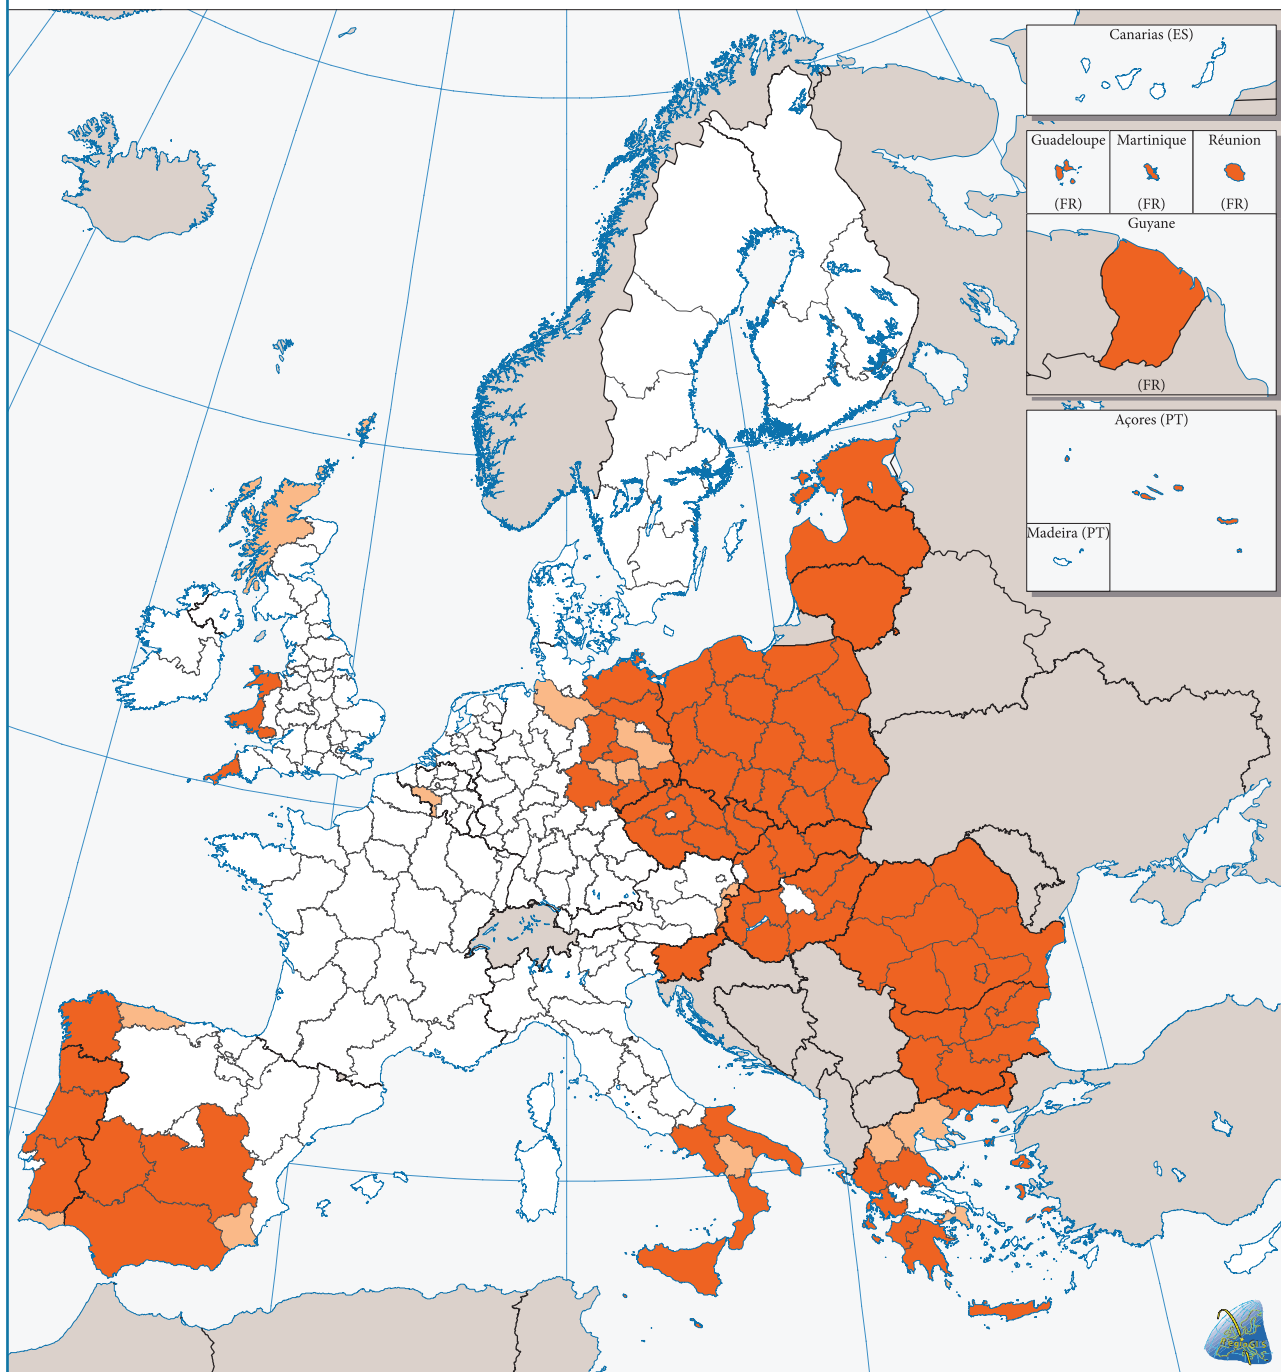 Canarias (ES)
Guadeloupe
Martinique
Réunion
(FR)
(FR)
(FR)
Guyane
(FR)
Açores (PT)
Madeira (PT)